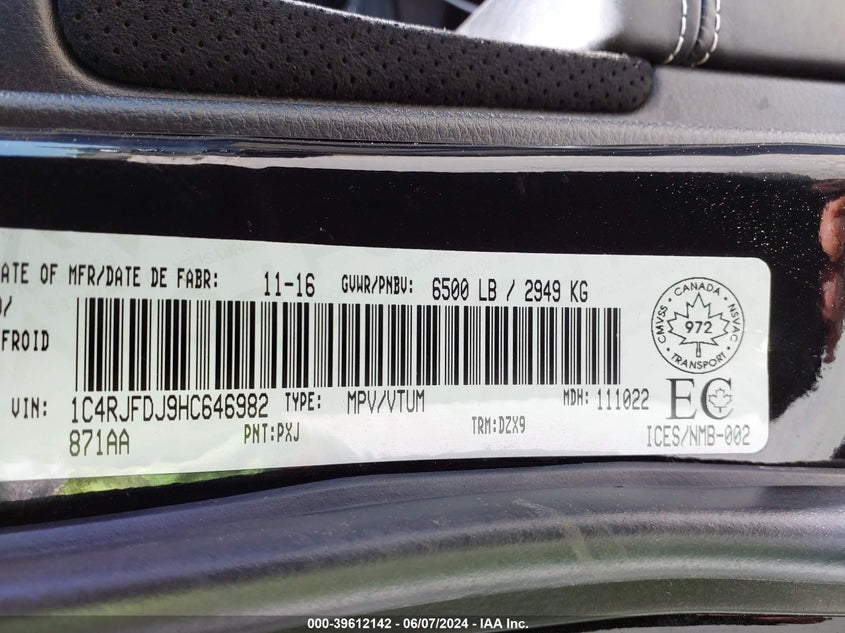 ATE OF MFR/DATE DE FABR: 11-16 GVWR/PNBV: 6500 LB / 2949 KG
FROID
CANADA
CMVSS NSVAC
972
TRANSPORT
VIN: 1C4RJFDJ9HC646982 TYPE: MPV/VTUM MDH: 111022
EC
871AA PNT:PXJ TRM:DZX9 ICES/NMB-002
000-39612142 - 06/07/2024 - IAA Inc.